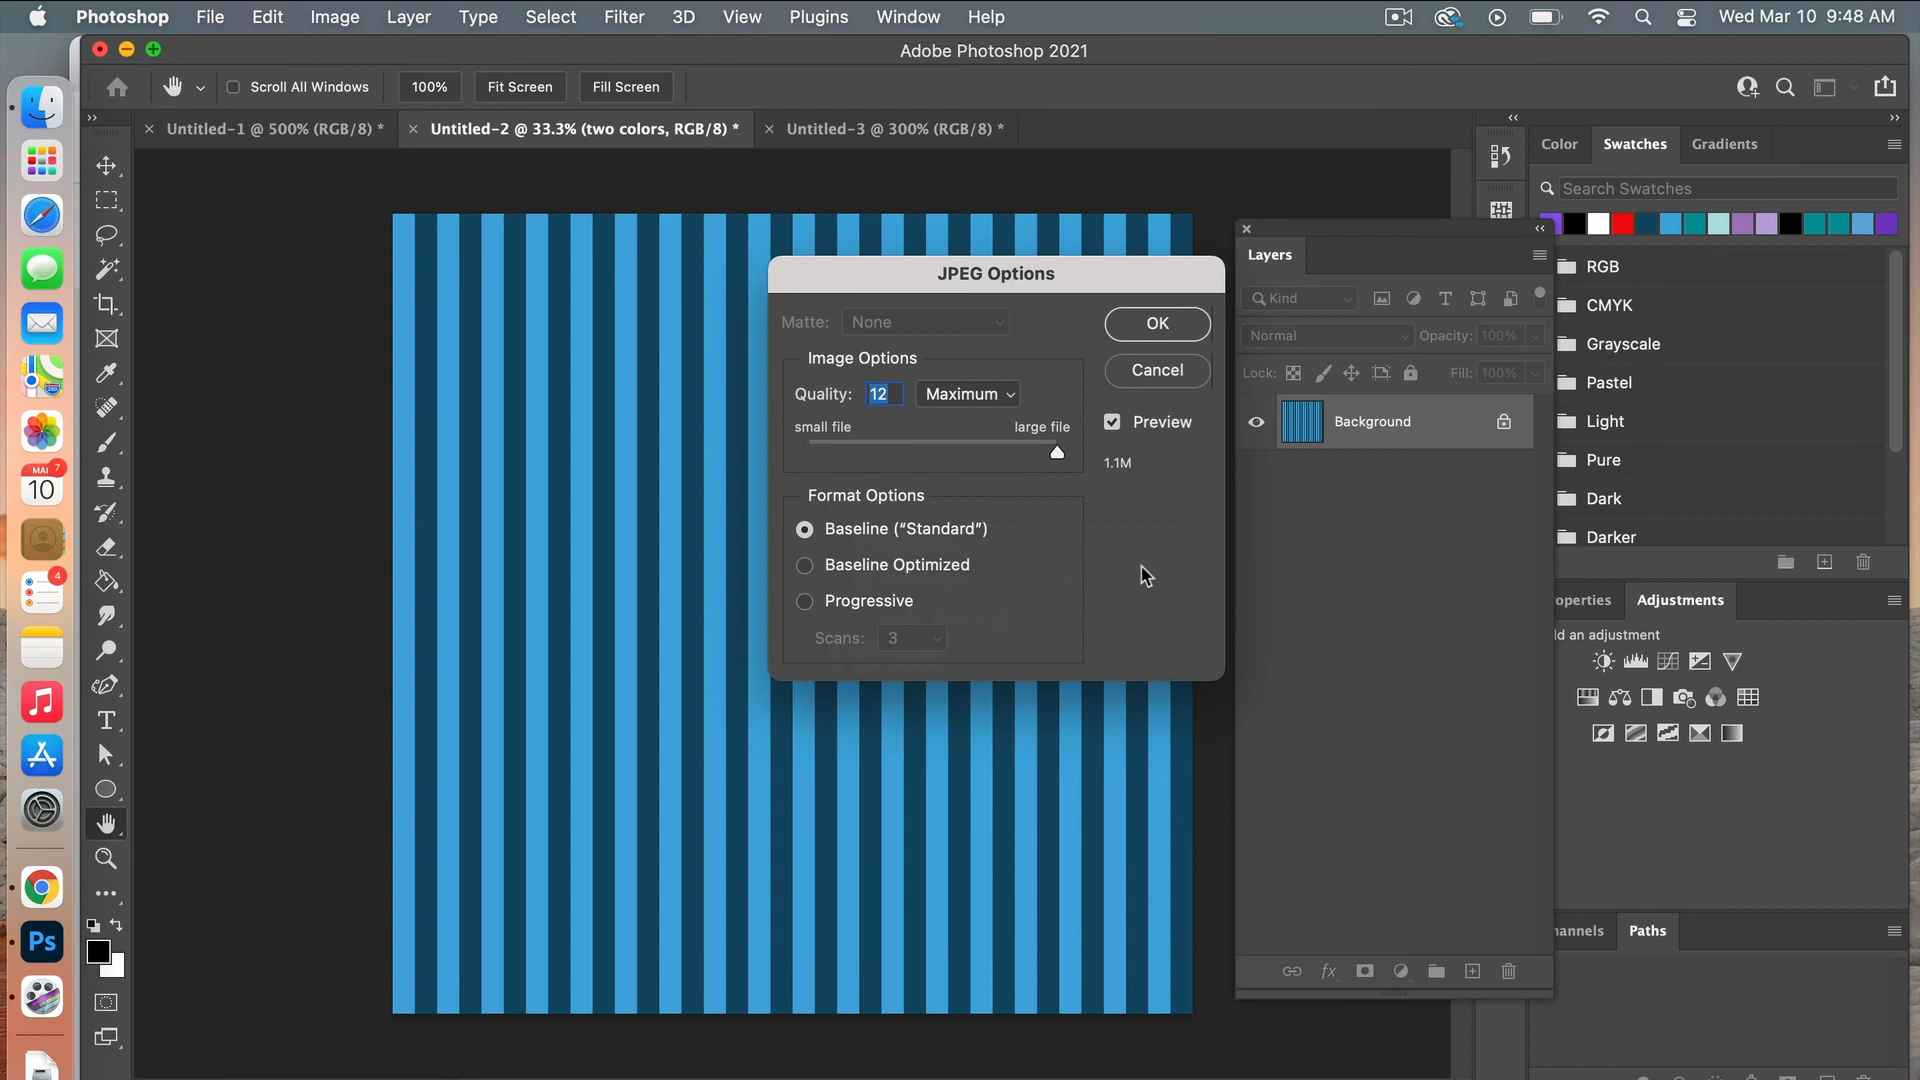 Photoshop File Edit Image Layer Type Select Filter 3D View Plugins Window Help Wed Mar 10 9:48 AM
Adobe Photoshop 2021
Scroll All Windows 100% Fit Screen Fill Screen
Untitled-1 @ 500% (RGB/8) * Untitled-2 @ 33.3% (two colors, RGB/8) * Untitled-3 @ 300% (RGB/8) *
Color Swatches Gradients
Search Swatches
RGB
CMYK
Grayscale
Pastel
Light
Pure
Dark
Darker
Layers
Kind
Normal Opacity: 100%
Lock: Fill: 100%
Background
JPEG Options
Matte: None
OK
Cancel
Image Options
Quality: 12 Maximum
small file large file
Preview
1.1M
Format Options
Baseline (“Standard”)
Baseline Optimized
Progressive
Scans: 3
operties Adjustments
ld an adjustment
hannels Paths
MAR 7
10
4
Ps
T
fx